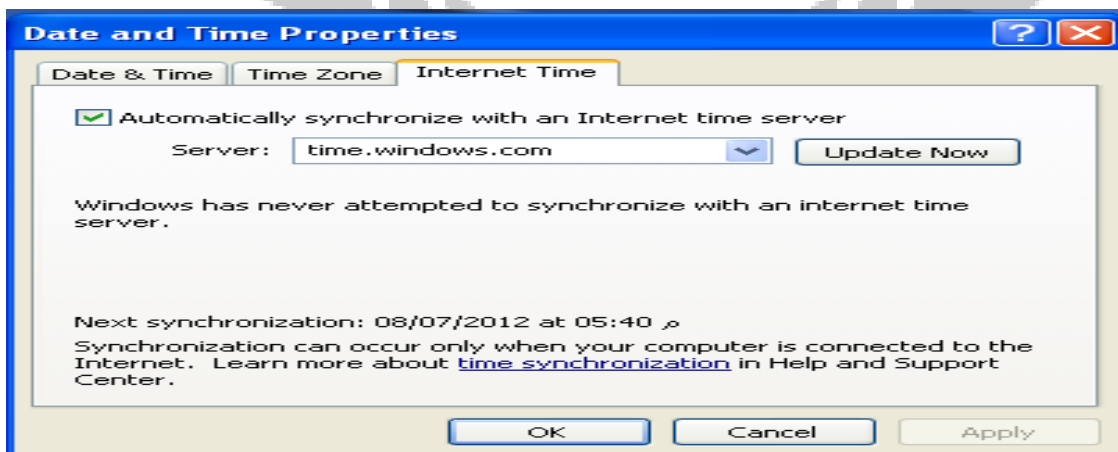 Date and Time Properties
Date & Time Time Zone Internet Time
Automatically synchronize with an Internet time server
Server: time.windows.com Update Now
Windows has never attempted to synchronize with an internet time
server.
Next synchronization: 08/07/2012 at 05:40 م
Synchronization can occur only when your computer is connected to the
Internet. Learn more about time synchronization in Help and Support
Center.
OK Cancel Apply